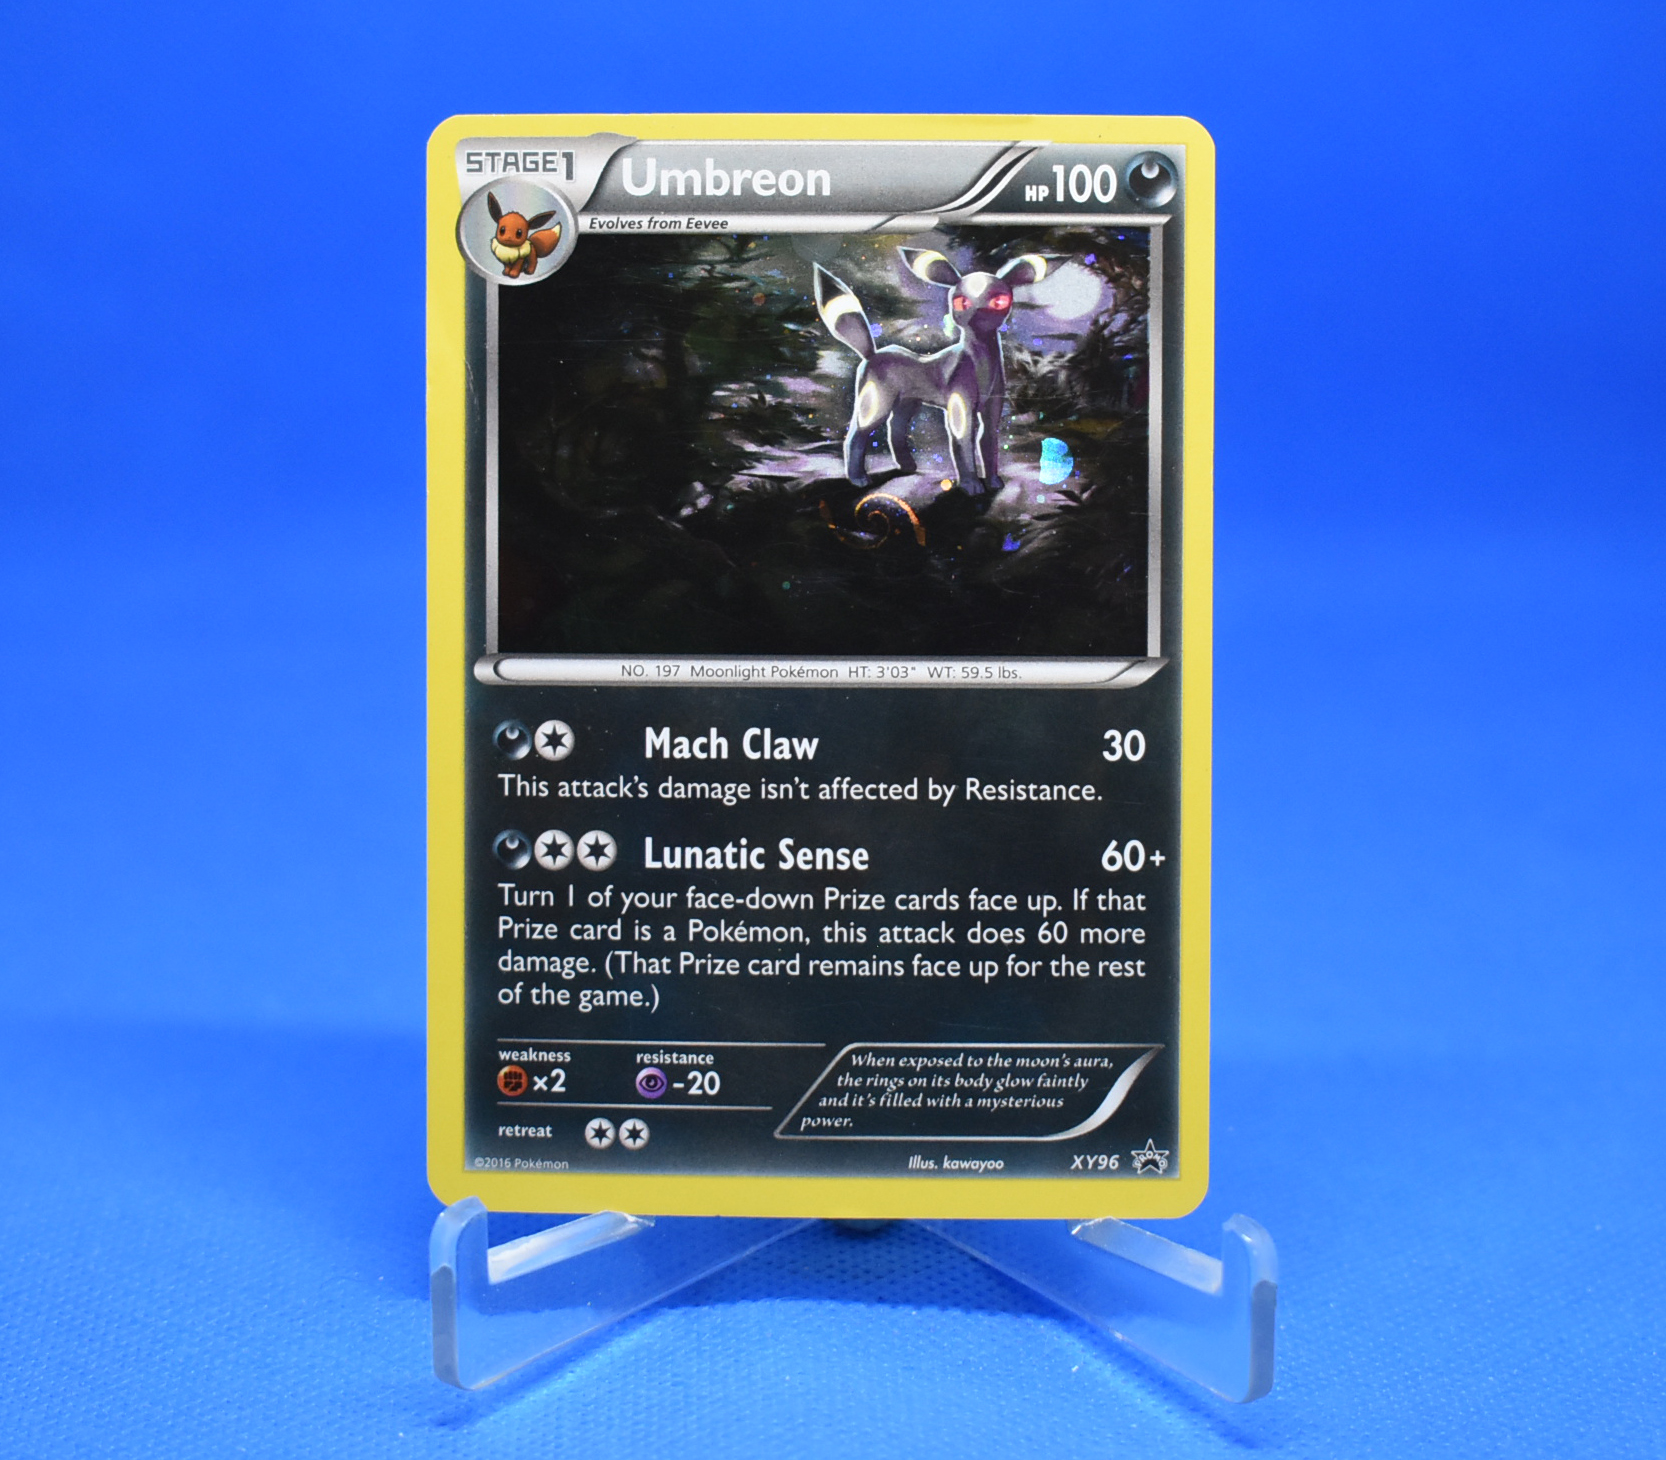 STAGE1
Umbreon
HP100
Evolves from Eevee
NO. 197 Moonlight Pokémon HT: 3'03" WT: 59.5 lbs.
Mach Claw 30
This attack's damage isn't affected by Resistance.
Lunatic Sense 60+
Turn 1 of your face-down Prize cards face up. If that
Prize card is a Pokémon, this attack does 60 more
damage. (That Prize card remains face up for the rest
of the game.)
weakness
×2
resistance
-20
retreat
When exposed to the moon's aura,
the rings on its body glow faintly
and it's filled with a mysterious
power.
©2016 Pokémon
Illus. kawayoo
XY96
PROMO